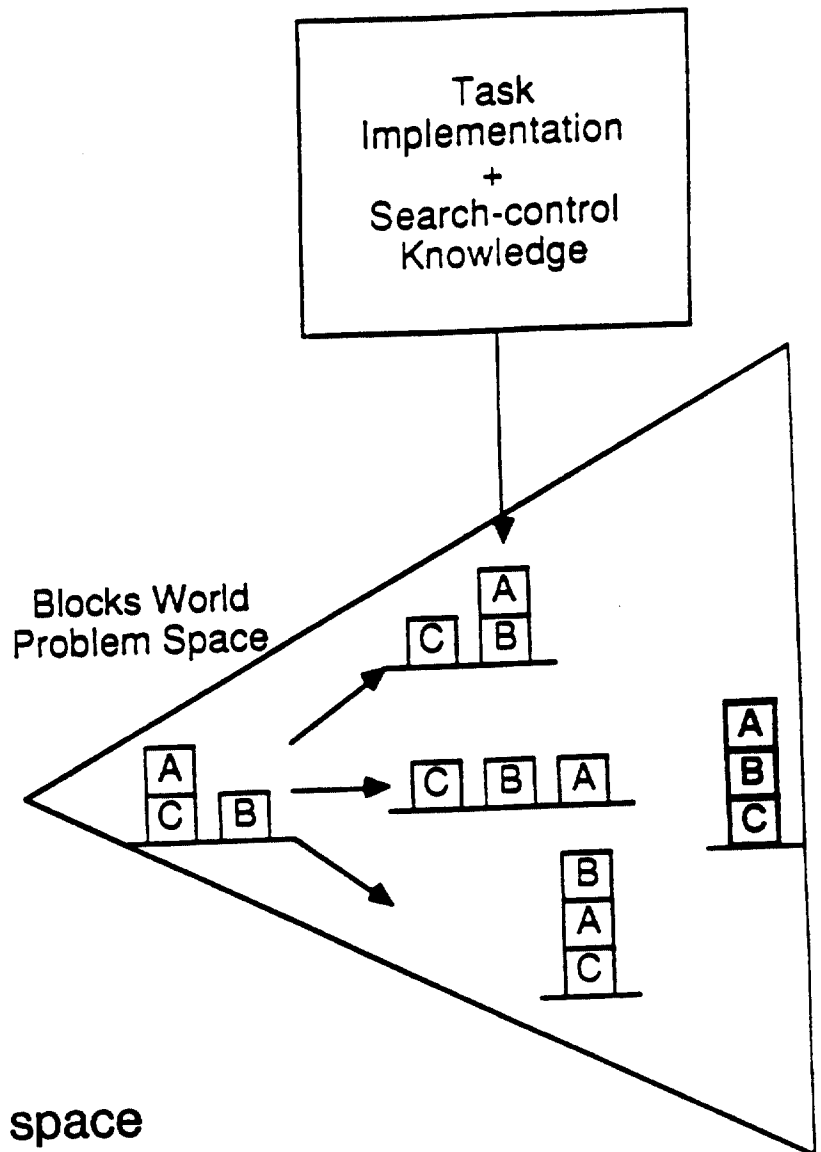 Task
Implementation
+
Search-control
Knowledge
Blocks World
Problem Space
A
C B
A
C B
C B A
B
A
C
A
B
C
space